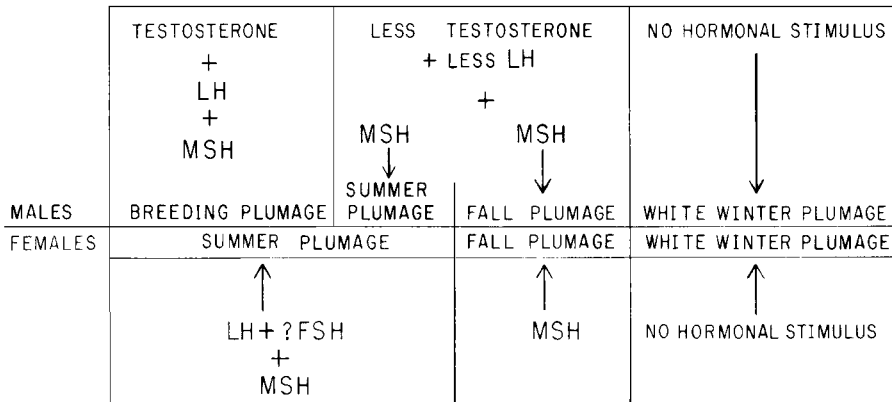 TESTOSTERONE
+
LH
+
MSH
LESS TESTOSTERONE
+ LESS LH
+
MSH MSH
NO HORMONAL STIMULUS
SUMMER
MALES BREEDING PLUMAGE PLUMAGE FALL PLUMAGE WHITE WINTER PLUMAGE
FEMALES SUMMER PLUMAGE FALL PLUMAGE WHITE WINTER PLUMAGE
LH + ?FSH
+
MSH
MSH
NO HORMONAL STIMULUS